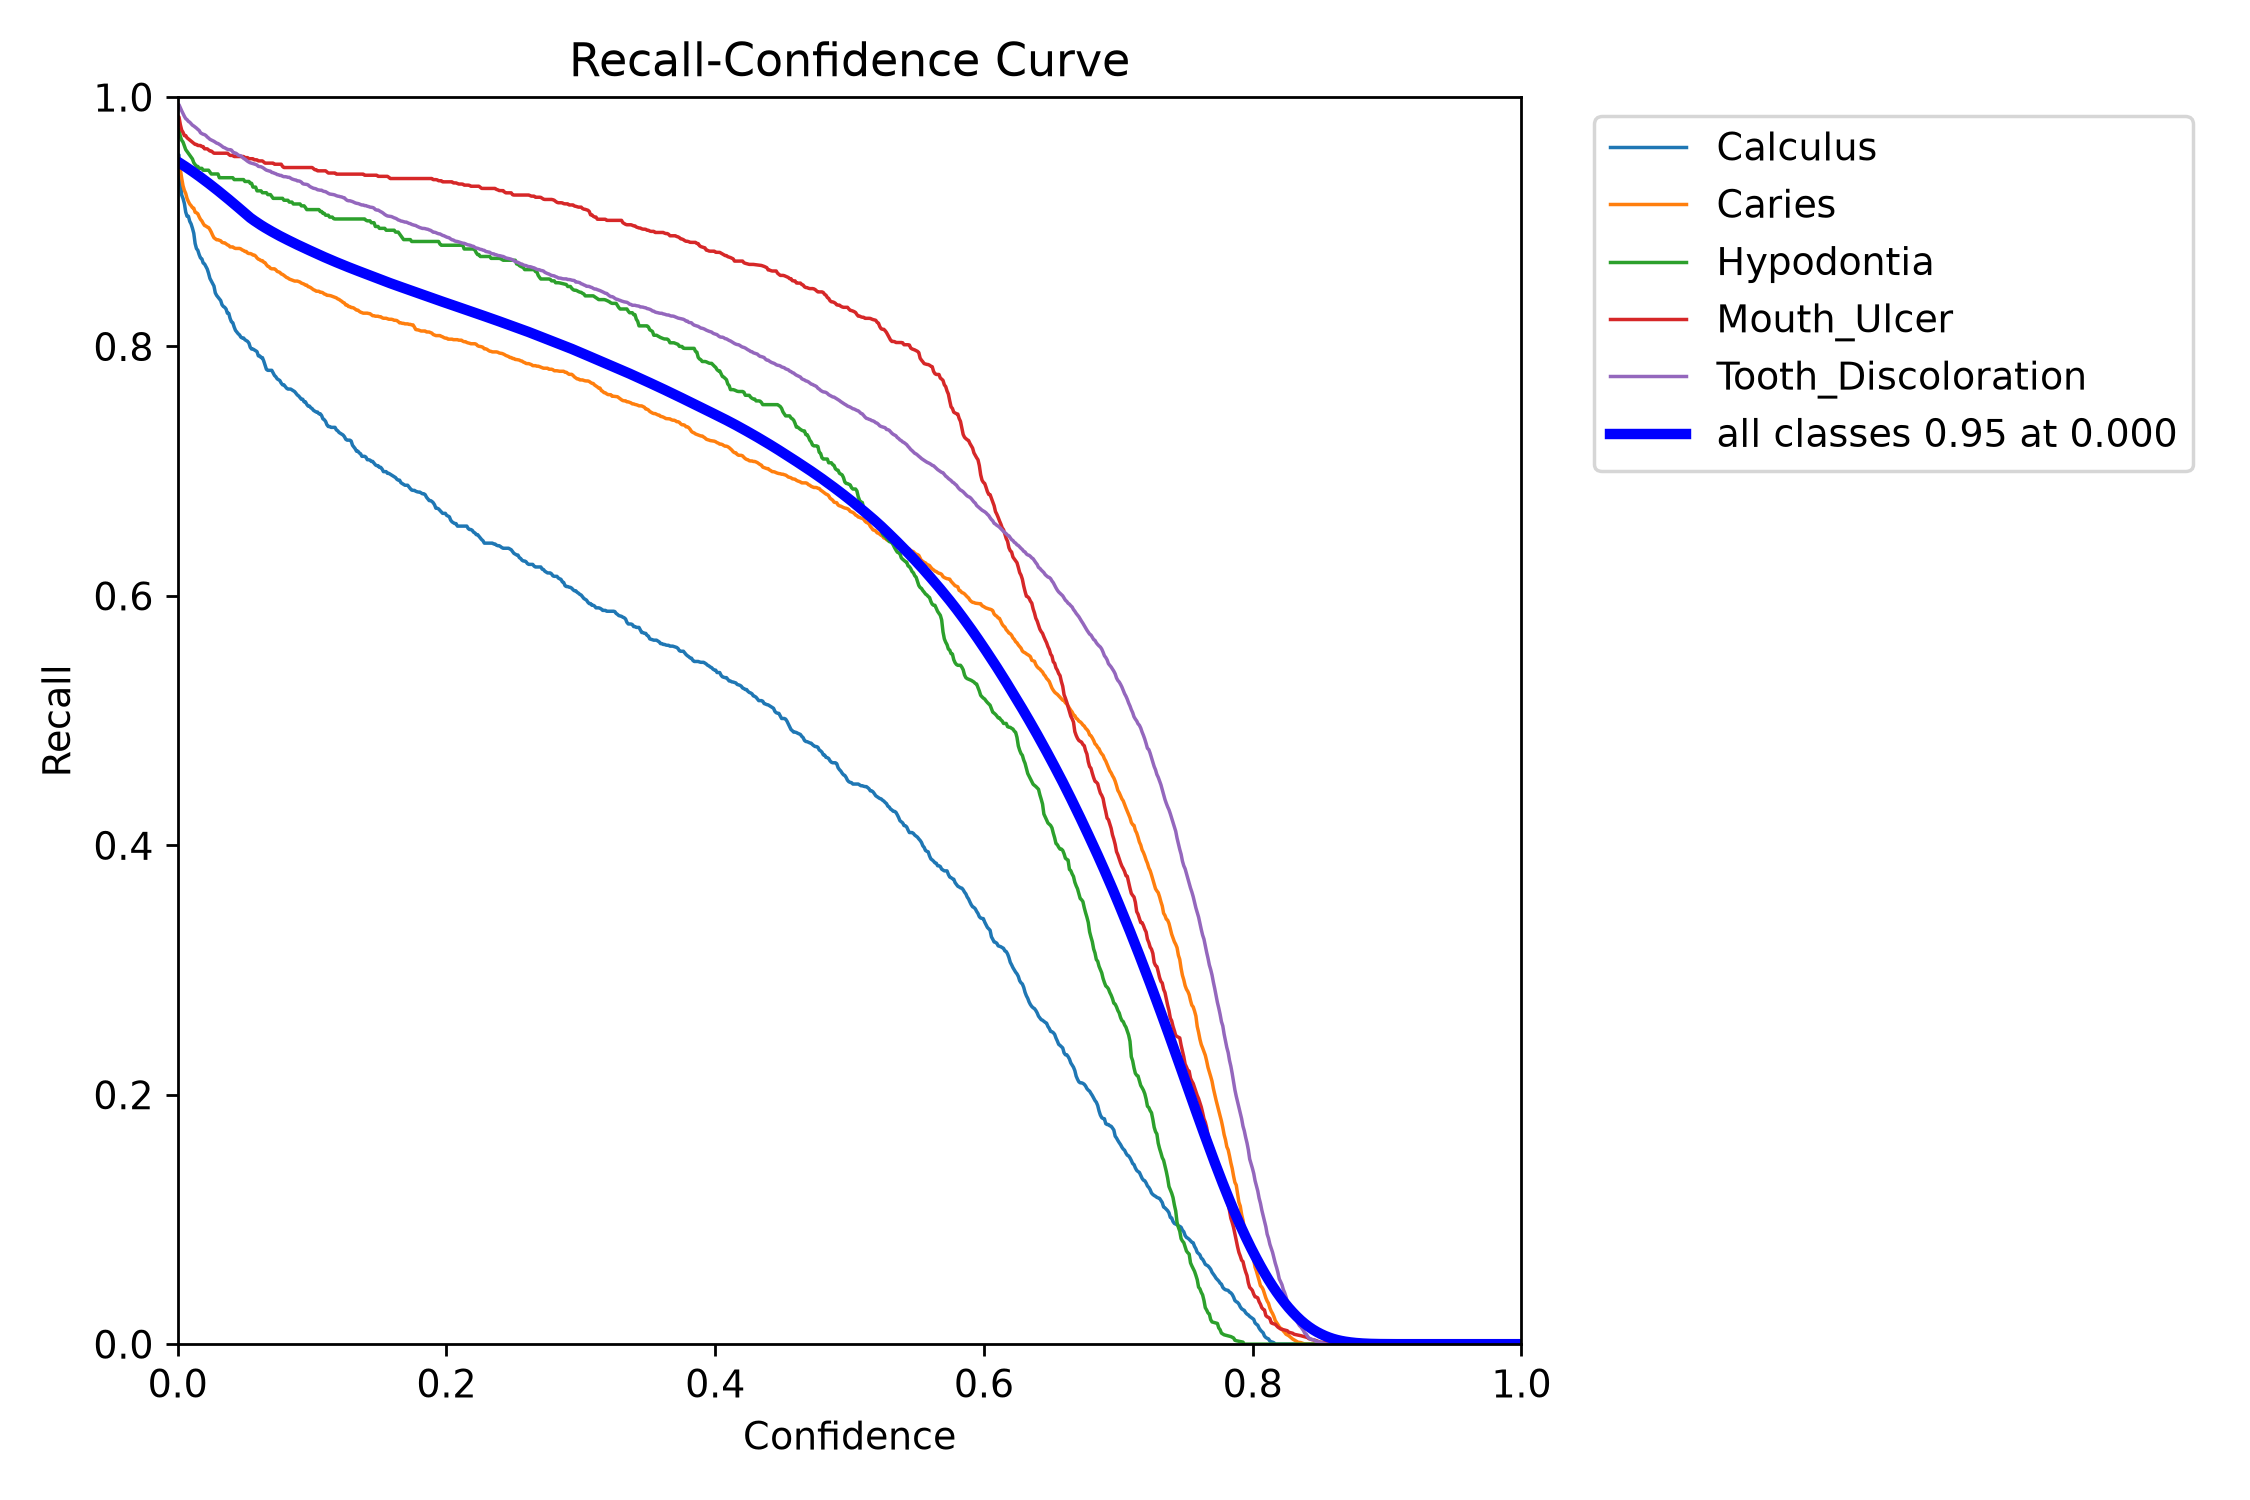 Recall-Confidence Curve
1.0
0.8
0.6
0.4
0.2
0.0
Recall
0.0 0.2 0.4 0.6 0.8 1.0
Confidence
Calculus
Caries
Hypodontia
Mouth_Ulcer
Tooth_Discoloration
all classes 0.95 at 0.000